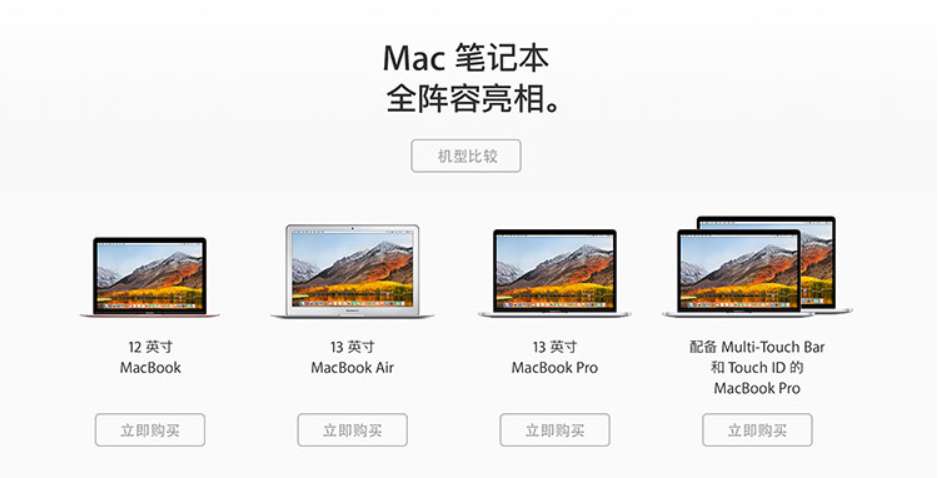 Mac 笔记本
全阵容亮相。
机型比较
12 英寸
MacBook
13 英寸
MacBook Air
13 英寸
MacBook Pro
配备 Multi-Touch Bar
和 Touch ID 的
MacBook Pro
立即购买
立即购买
立即购买
立即购买